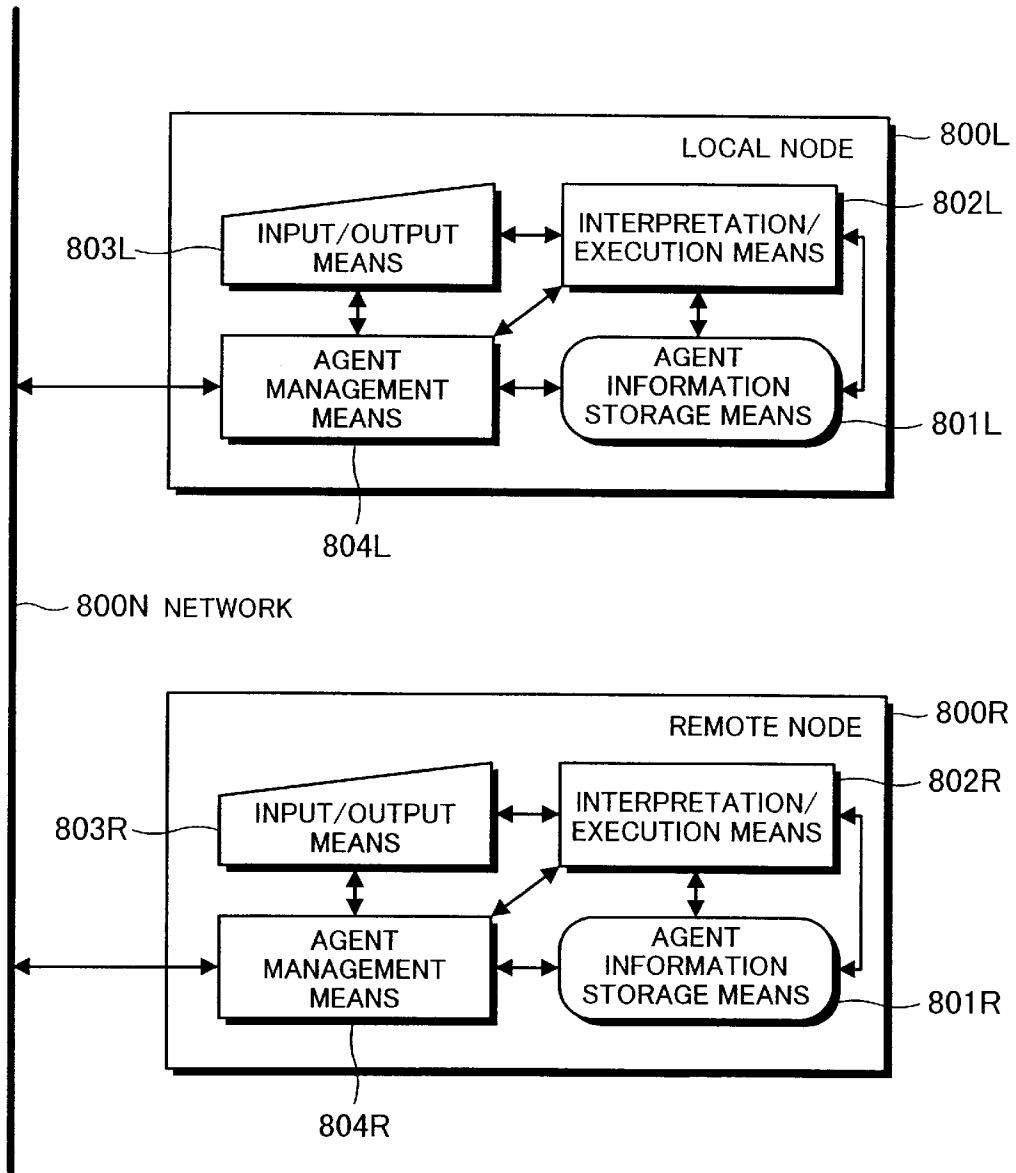 LOCAL NODE
800L
INPUT/OUTPUT
MEANS
803L
INTERPRETATION/
EXECUTION MEANS
802L
AGENT
MANAGEMENT
MEANS
804L
AGENT
INFORMATION
STORAGE MEANS
801L
800N NETWORK
REMOTE NODE
800R
INPUT/OUTPUT
MEANS
803R
INTERPRETATION/
EXECUTION MEANS
802R
AGENT
MANAGEMENT
MEANS
804R
AGENT
INFORMATION
STORAGE MEANS
801R